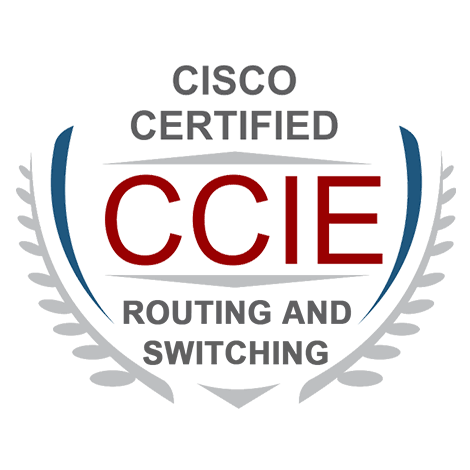 CISCO
CERTIFIED
CCIE
ROUTING AND
SWITCHING